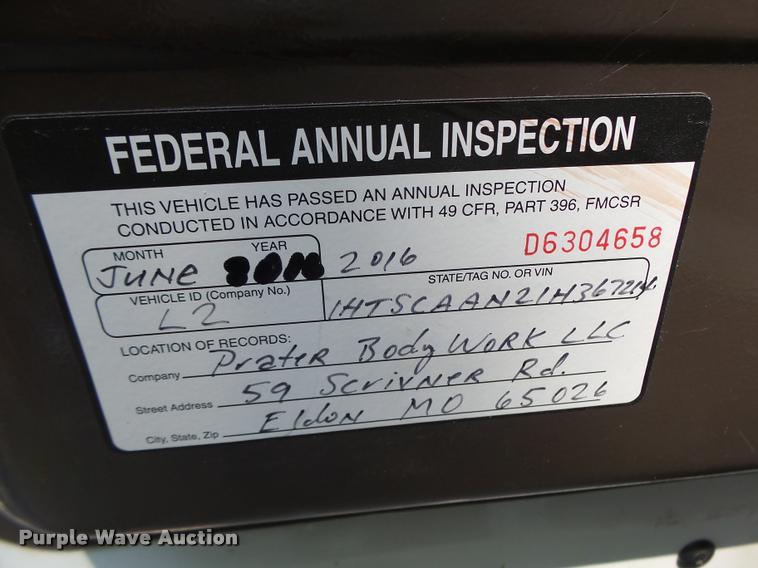 FEDERAL ANNUAL INSPECTION
THIS VEHICLE HAS PASSED AN ANNUAL INSPECTION
CONDUCTED IN ACCORDANCE WITH 49 CFR, PART 396, FMCSR
D6304658
MONTH YEAR
JUNE 2016
VEHICLE ID (Company No.) STATE/TAG NO. OR VIN
L2 1HTSCAAN21H367214
LOCATION OF RECORDS:
Company Prater Body Work LLC
Street Address 59 Scrivner Rd.
City, State, Zip Eldon MO 65026
Purple Wave Auction